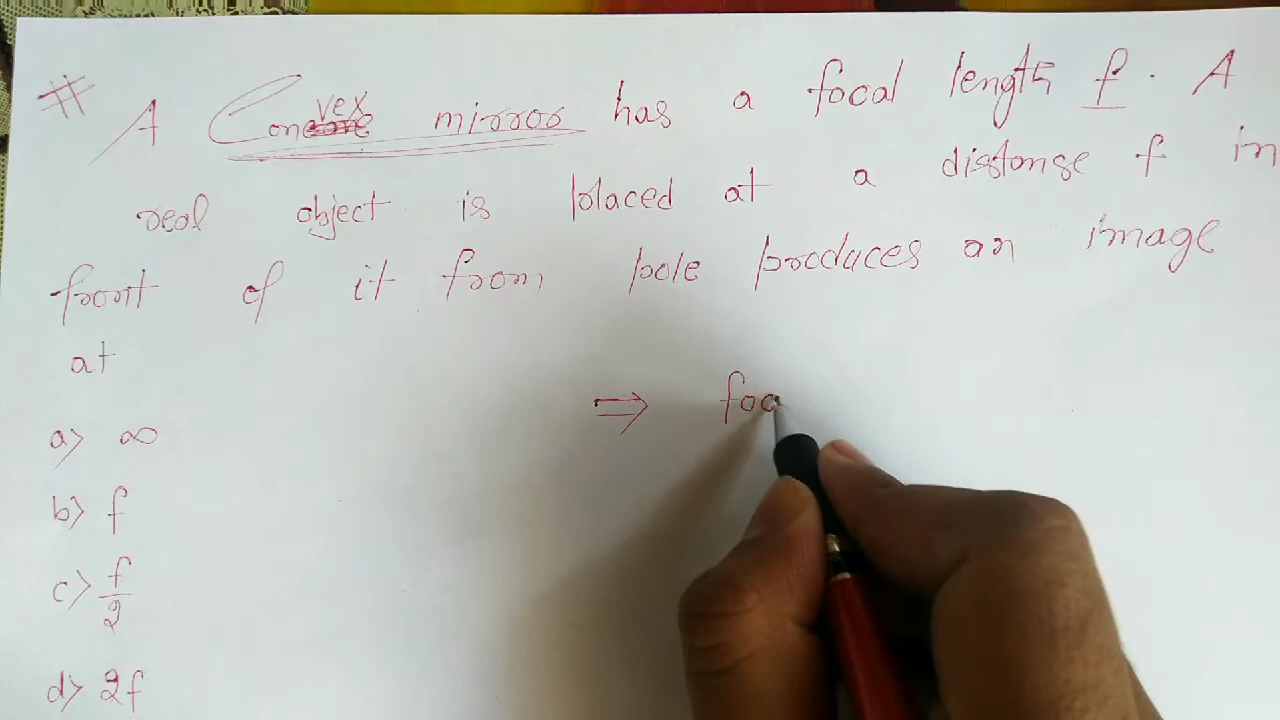 # A Convex mirror has a focal length f. A
real object is placed at a distanse f in
front of it from pole produces an image
at
⇒ foc
a> ∞
b> f
c> f/2
d> 2f